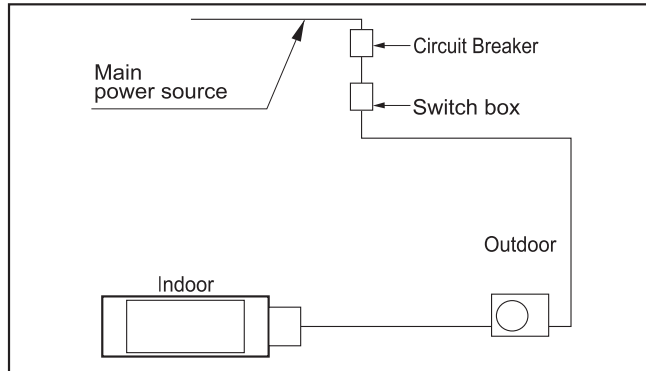 Circuit Breaker
Main
power source
Switch box
Outdoor
Indoor